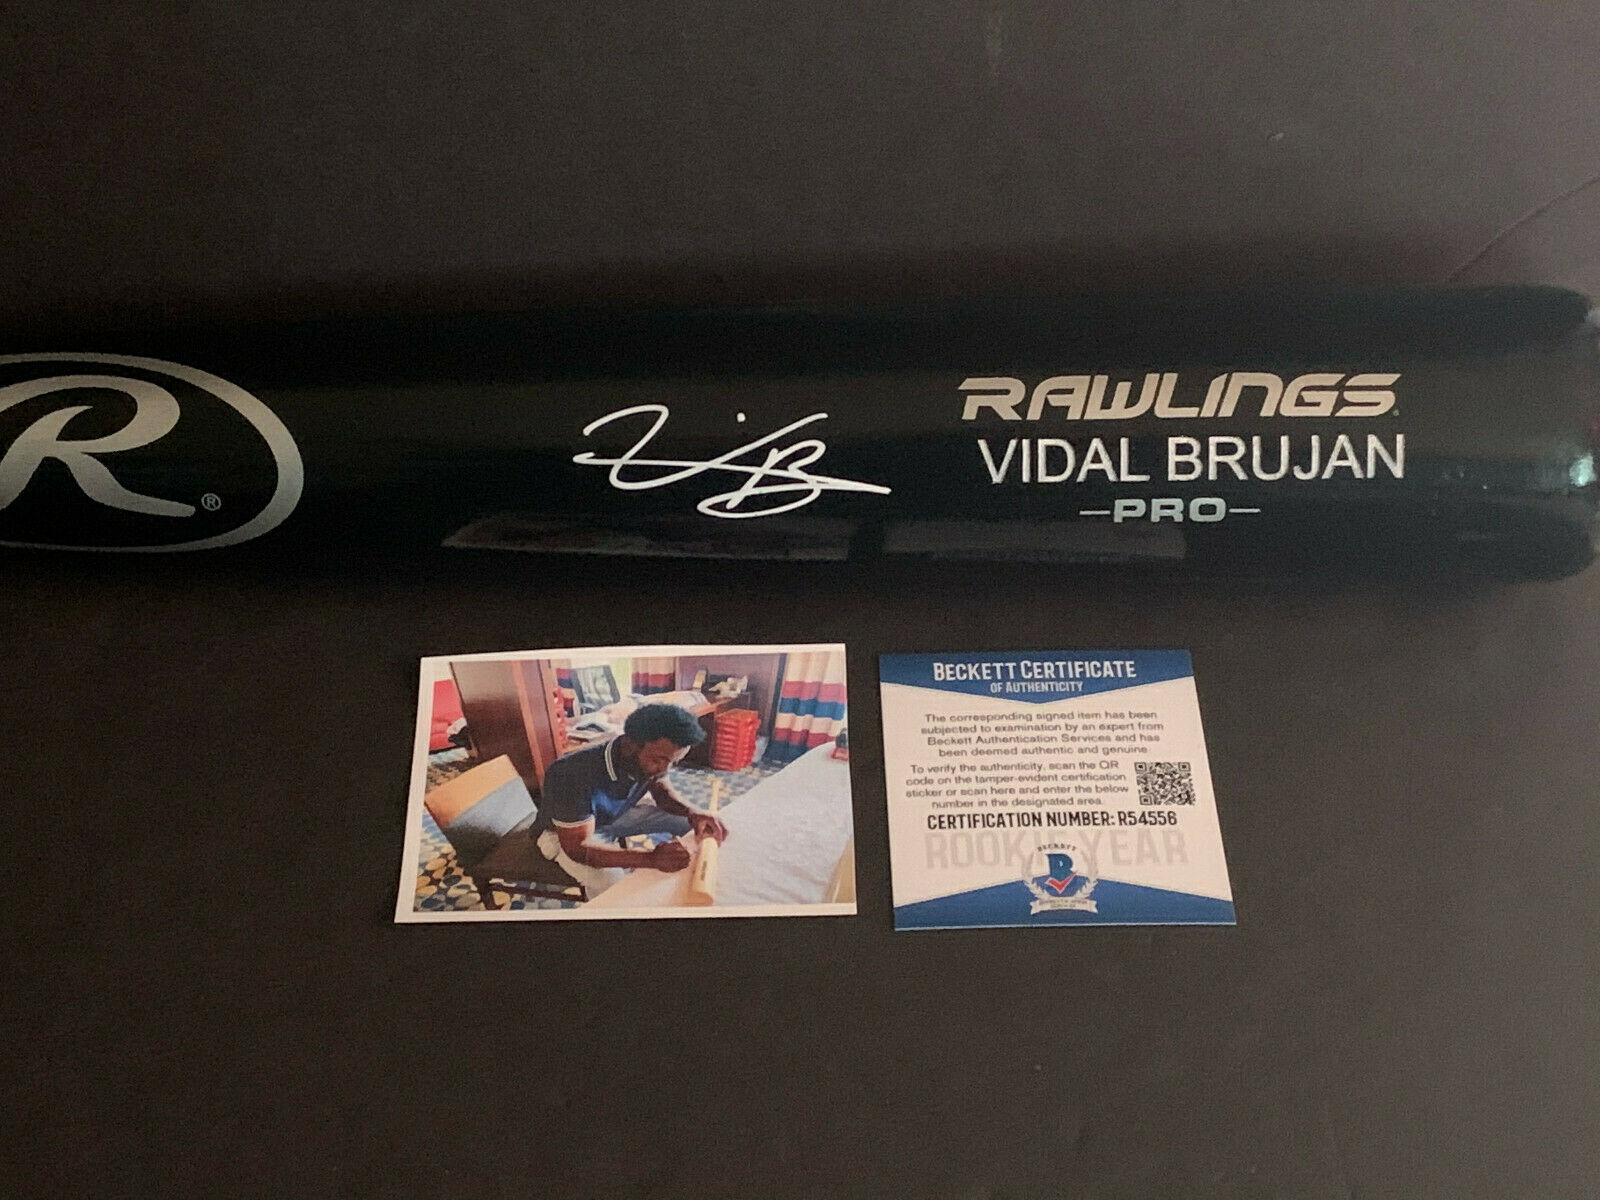 R ®
RAWLINGS
VIDAL BRUJAN
-PRO-
BECKETT CERTIFICATE
OF AUTHENTICITY
The corresponding signed item has been
subjected to examination by an expert from
Beckett Authentication Services and has
been deemed authentic and genuine.
To verify the authenticity, scan the QR
code on the tamper-evident certification
sticker or scan here and enter the below
number in the designated area.
CERTIFICATION NUMBER: R54556
ROOKIE YEAR
BECKETT
B